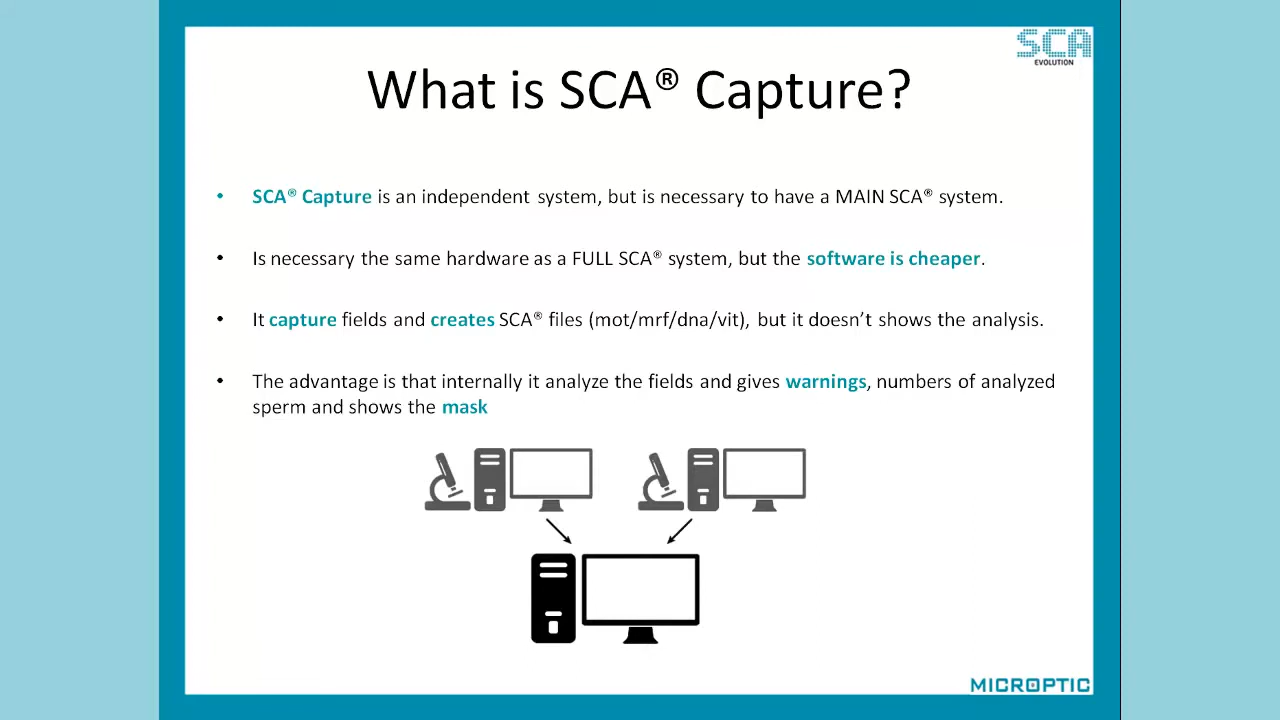 SCA
EVOLUTION
What is SCA® Capture?
• SCA® Capture is an independent system, but is necessary to have a MAIN SCA® system.
• Is necessary the same hardware as a FULL SCA® system, but the software is cheaper.
• It capture fields and creates SCA® files (mot/mrf/dna/vit), but it doesn’t shows the analysis.
• The advantage is that internally it analyze the fields and gives warnings, numbers of analyzed
sperm and shows the mask
MICROPTIC